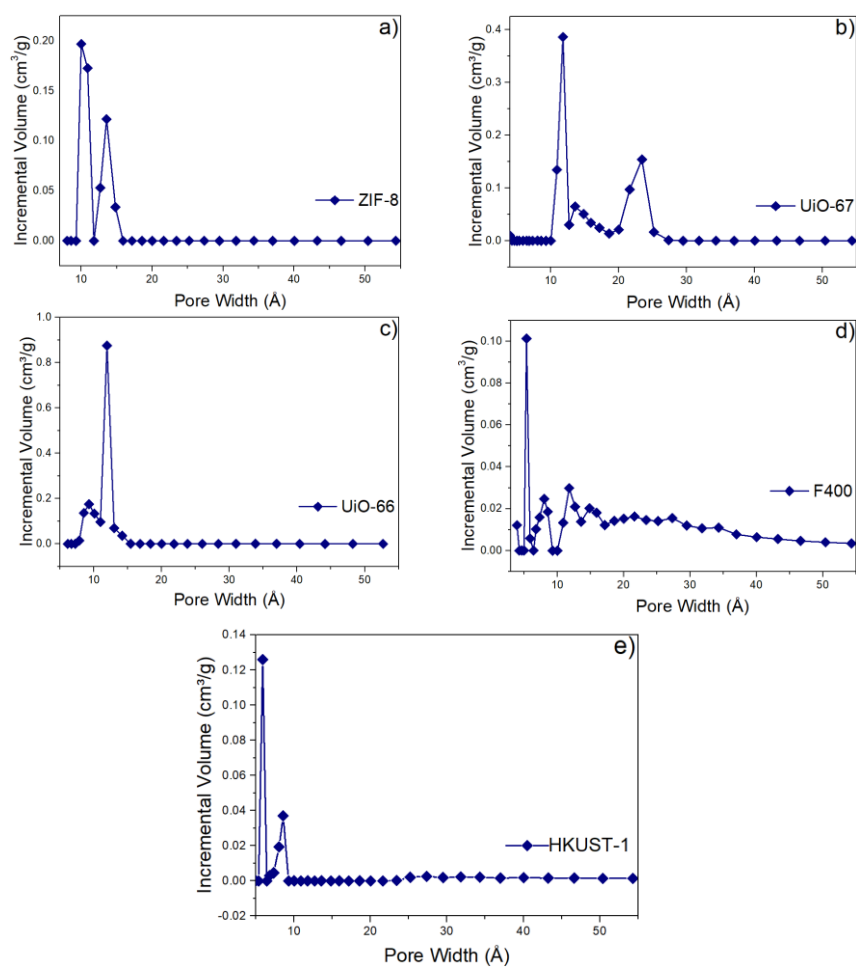 a)
Incremental Volume (cm³/g)
0.20
0.15
0.10
0.05
0.00
ZIF-8
10 20 30 40 50
Pore Width (Å)
b)
Incremental Volume (cm³/g)
0.4
0.3
0.2
0.1
0.0
UiO-67
10 20 30 40 50
Pore Width (Å)
c)
Incremental Volume (cm³/g)
1.0
0.8
0.6
0.4
0.2
0.0
UiO-66
10 20 30 40 50
Pore Width (Å)
d)
Incremental Volume (cm³/g)
0.10
0.08
0.06
0.04
0.02
0.00
F400
10 20 30 40 50
Pore Width (Å)
e)
Incremental Volume (cm³/g)
0.14
0.12
0.10
0.08
0.06
0.04
0.02
0.00
-0.02
HKUST-1
10 20 30 40 50
Pore Width (Å)